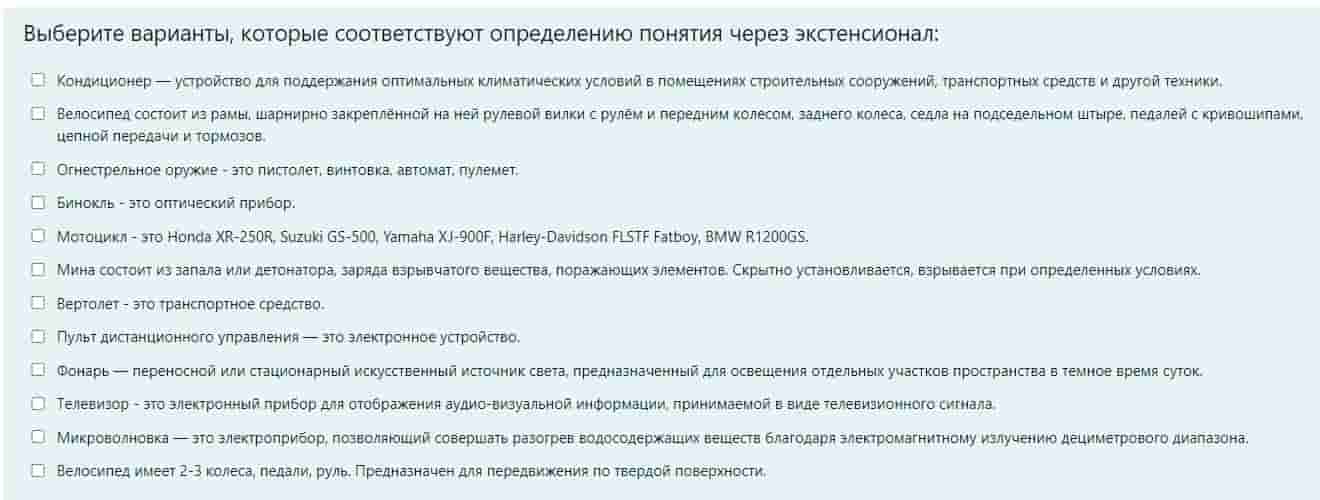 Выберите варианты, которые соответствуют определению понятия через экстенсионал:
Кондиционер — устройство для поддержания оптимальных климатических условий в помещениях строительных сооружений, транспортных средств и другой техники.
Велосипед состоит из рамы, шарнирно закреплённой на ней рулевой вилки с рулём и передним колесом, заднего колеса, седла на подседельном штыре, педалей с кривошипами,
цепной передачи и тормозов.
Огнестрельное оружие - это пистолет, винтовка, автомат, пулемет.
Бинокль - это оптический прибор.
Мотоцикл - это Honda XR-250R, Suzuki GS-500, Yamaha XJ-900F, Harley-Davidson FLSTF Fatboy, BMW R1200GS.
Мина состоит из запала или детонатора, заряда взрывчатого вещества, поражающих элементов. Скрытно устанавливается, взрывается при определенных условиях.
Вертолет - это транспортное средство.
Пульт дистанционного управления — это электронное устройство.
Фонарь — переносной или стационарный искусственный источник света, предназначенный для освещения отдельных участков пространства в темное время суток.
Телевизор - это электронный прибор для отображения аудио-визуальной информации, принимаемой в виде телевизионного сигнала.
Микроволновка — это электроприбор, позволяющий совершать разогрев водосодержащих веществ благодаря электромагнитному излучению дециметрового диапазона.
Велосипед имеет 2-3 колеса, педали, руль. Предназначен для передвижения по твердой поверхности.